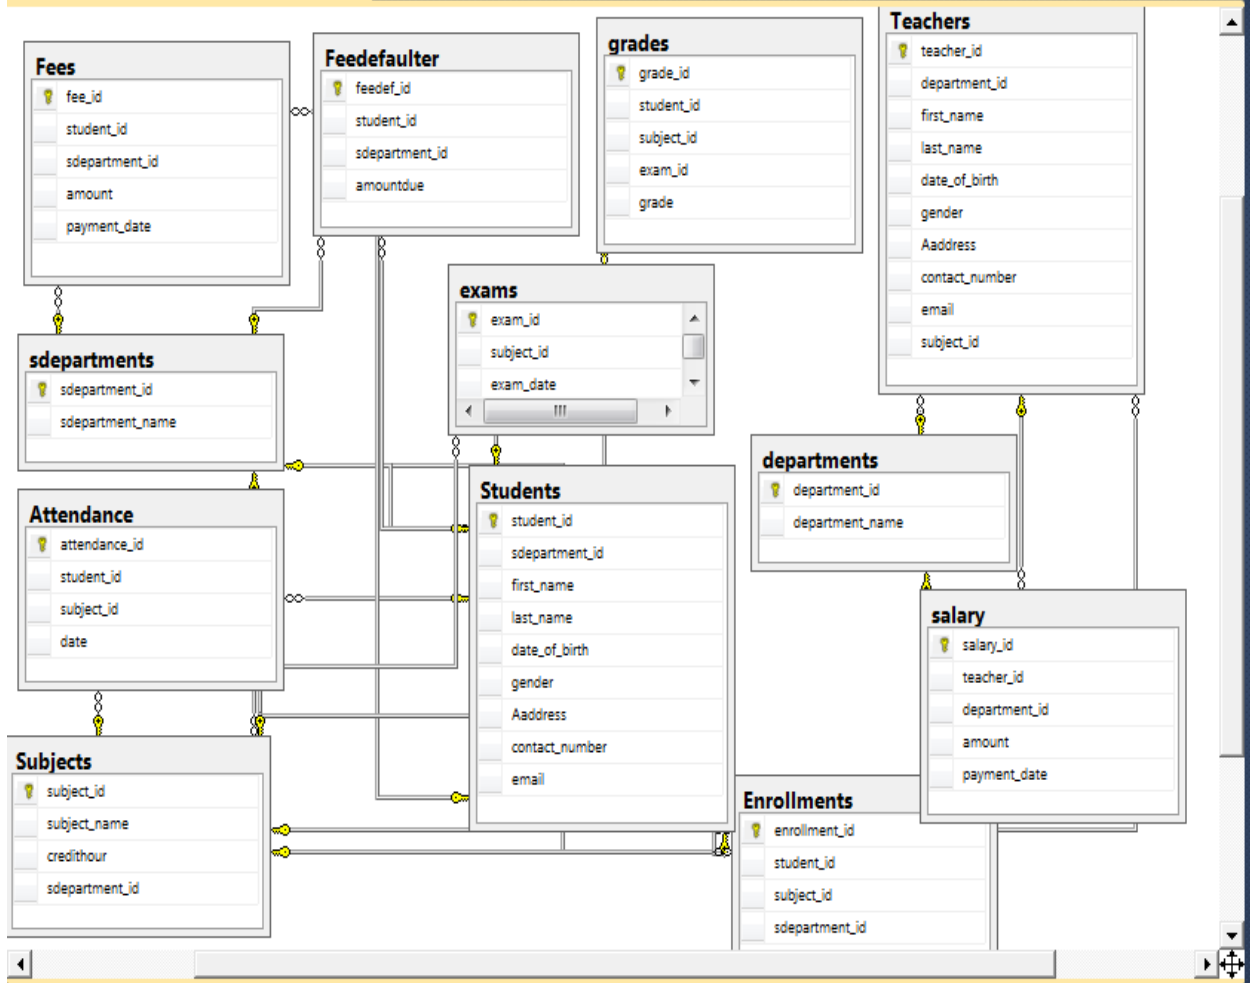 Fees
fee_id
student_id
sdepartment_id
amount
payment_date
Feedefaulter
feedef_id
student_id
sdepartment_id
amountdue
grades
grade_id
student_id
subject_id
exam_id
grade
Teachers
teacher_id
department_id
first_name
last_name
date_of_birth
gender
Aaddress
contact_number
email
subject_id
exams
exam_id
subject_id
exam_date
sdepartments
sdepartment_id
sdepartment_name
departments
department_id
department_name
Attendance
attendance_id
student_id
subject_id
date
Students
student_id
sdepartment_id
first_name
last_name
date_of_birth
gender
Aaddress
contact_number
email
salary
salary_id
teacher_id
department_id
amount
payment_date
Subjects
subject_id
subject_name
credithour
sdepartment_id
Enrollments
enrollment_id
student_id
subject_id
sdepartment_id